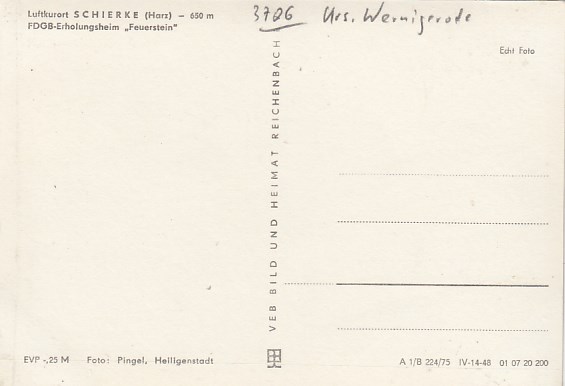 Luftkurort SCHIERKE (Harz) – 650 m
FDGB-Erholungsheim „Feuerstein"
3726 Krs. Wernigerode
Echt Foto
VEB BILD UND HEIMAT REICHENBACH
EVP -,25 M Foto: Pingel, Heiligenstadt
A 1/B 224/75 IV-14-48 01 07 20 200